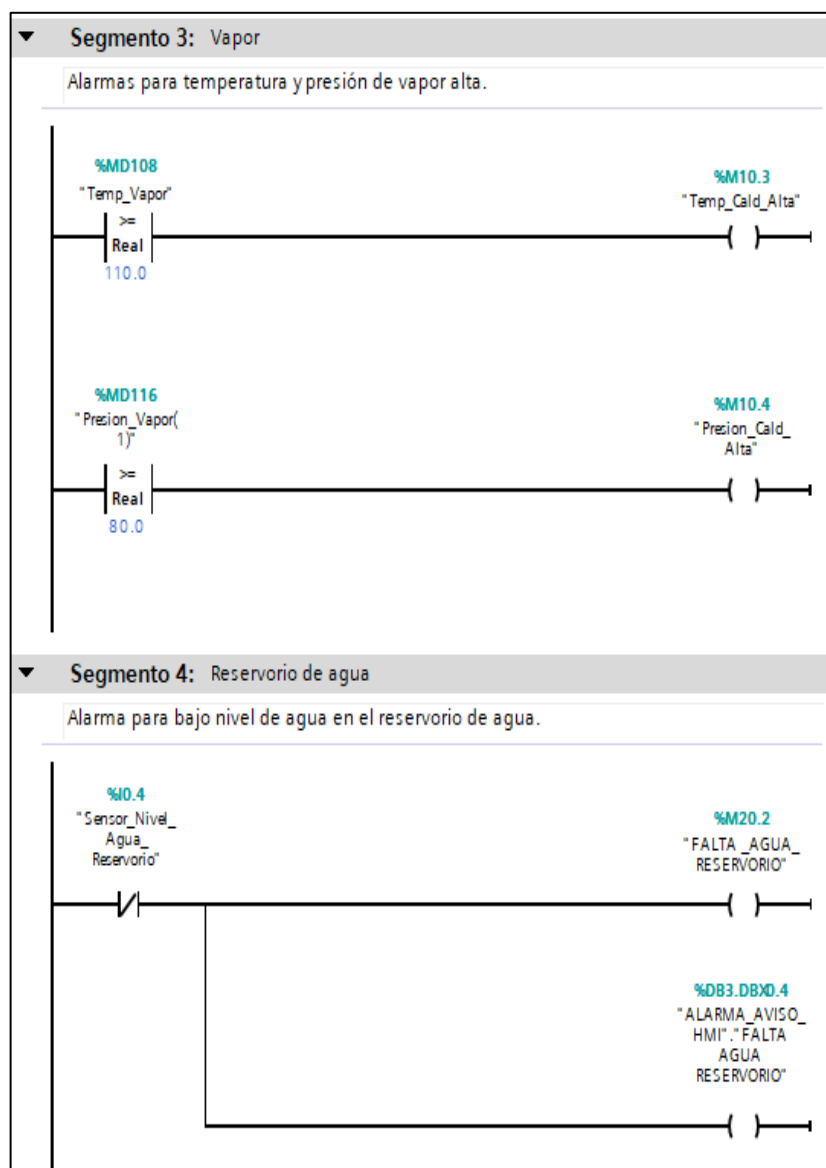 Segmento 3: Vapor
Alarmas para temperatura y presión de vapor alta.
%MD108
"Temp_Vapor"
>=
Real
110.0
%M10.3
"Temp_Cald_Alta"
( )
%MD116
"Presion_Vapor(
1)"
>=
Real
80.0
%M10.4
"Presion_Cald_
Alta"
( )
Segmento 4: Reservorio de agua
Alarma para bajo nivel de agua en el reservorio de agua.
%I0.4
"Sensor_Nivel_
Agua_
Reservorio"
%M20.2
"FALTA _AGUA_
RESERVORIO"
( )
%DB3.DBX0.4
"ALARMA_AVISO_
HMI"."FALTA
AGUA
RESERVORIO"
( )